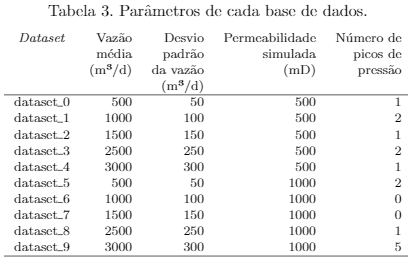 Tabela 3. Parâmetros de cada base de dados.
Dataset Vazão Desvio Permeabilidade Número de
média padrão simulada picos de
(m³/d) da vazão (mD) pressão
(m³/d)
dataset_0 500 50 500 1
dataset_1 1000 100 500 2
dataset_2 1500 150 500 1
dataset_3 2500 250 500 2
dataset_4 3000 300 500 1
dataset_5 500 50 1000 2
dataset_6 1000 100 1000 0
dataset_7 1500 150 1000 0
dataset_8 2500 250 1000 1
dataset_9 3000 300 1000 5